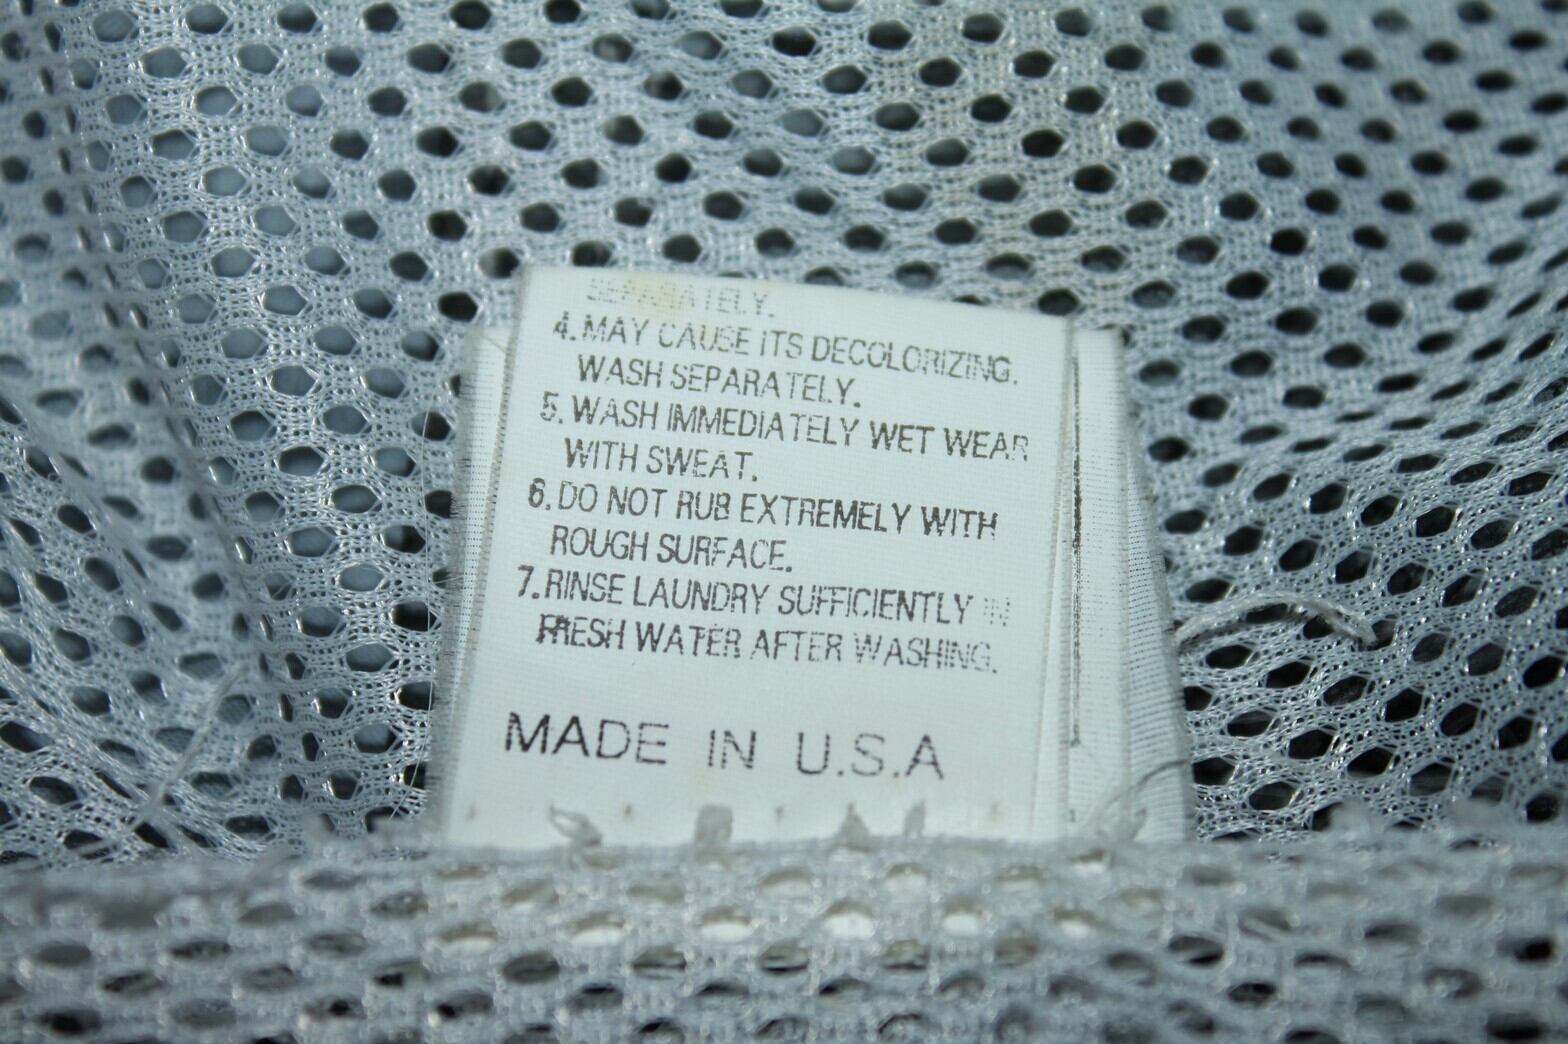 SEPARATELY.
4. MAY CAUSE ITS DECOLORIZING.
WASH SEPARATELY.
5. WASH IMMEDIATELY WET WEAR
WITH SWEAT.
6. DO NOT RUB EXTREMELY WITH
ROUGH SURFACE.
7. RINSE LAUNDRY SUFFICIENTLY IN
FRESH WATER AFTER WASHING.
MADE IN U.S.A